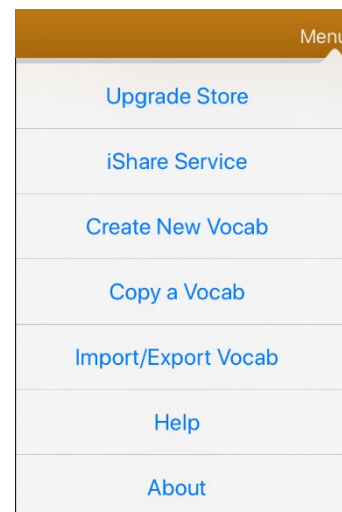 Menu
Upgrade Store
iShare Service
Create New Vocab
Copy a Vocab
Import/Export Vocab
Help
About